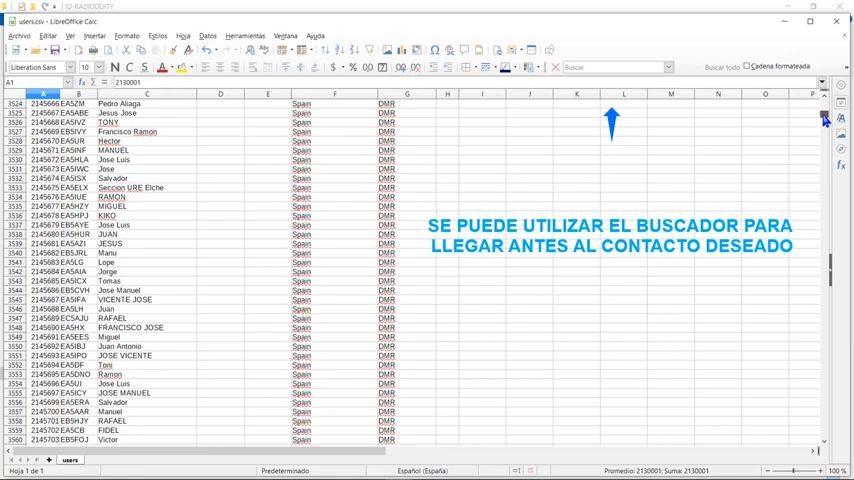 ID-RADIODDITY
users.csv - LibreOffice Calc
Archivo Editar Ver Insertar Formato Estilos Hoja Datos Herramientas Ventana Ayuda
Liberation Sans 10 Buscar Buscar todo Cadena formateada
A1 2130001
A B C D E F G H I J K L M N O P
3524 2145666 EA5ZM Pedro Aliaga Spain DMR
3525 2145667 EA5ABE Jesus Jose Spain DMR
3526 2145668 EA5IVZ TONY Spain DMR
3527 2145669 EB5IVY Francisco Ramon Spain DMR
3528 2145670 EA5UR Hector Spain DMR
3529 2145671 EA5INF MANUEL Spain DMR
3530 2145672 EA5HLA Jose Luis Spain DMR
3531 2145673 EA5IWC Jose Spain DMR
3532 2145674 EA5ISX Salvador Spain DMR
3533 2145675 EA5ELX Seccion URE Elche Spain DMR
3534 2145676 EA5IUE RAMON Spain DMR
3535 2145677 EA5HZY MIGUEL Spain DMR
3536 2145678 EA5HPJ KIKO Spain DMR
3537 2145679 EB5AYE Jose Luis Spain DMR
3538 2145680 EA5HUR JUAN Spain DMR
3539 2145681 EA5AZI JESUS Spain DMR
3540 2145682 EB5JRL Manu Spain DMR
3541 2145683 EA5LG Lope Spain DMR
3542 2145684 EA5AIA Jorge Spain DMR
3543 2145685 EA5ICX Tomas Spain DMR
3544 2145686 EB5CVH Jose Manuel Spain DMR
3545 2145687 EA5IFA VICENTE JOSE Spain DMR
3546 2145688 EA5LH Juan Spain DMR
3547 2145689 EC5AJU RAFAEL Spain DMR
3548 2145690 EA5HX FRANCISCO JOSE Spain DMR
3549 2145691 EA5EES Miguel Spain DMR
3550 2145692 EA5IBJ Juan Antonio Spain DMR
3551 2145693 EA5IPO JOSE VICENTE Spain DMR
3552 2145694 EA5DF Toni Spain DMR
3553 2145695 EA5DNO Ramon Spain DMR
3554 2145696 EA5UI Jose Luis Spain DMR
3555 2145697 EA5ICY JOSE MANUEL Spain DMR
3556 2145699 EA5ERA Salvador Spain DMR
3557 2145700 EA5AAR Manuel Spain DMR
3558 2145701 EB5HJY RAFAEL Spain DMR
3559 2145702 EA5CB FIDEL Spain DMR
3560 2145703 EB5FOJ Victor Spain DMR
SE PUEDE UTILIZAR EL BUSCADOR PARA
LLEGAR ANTES AL CONTACTO DESEADO
users
Hoja 1 de 1 Predeterminado Español (España) Promedio: 2130001; Suma: 2130001 100 %